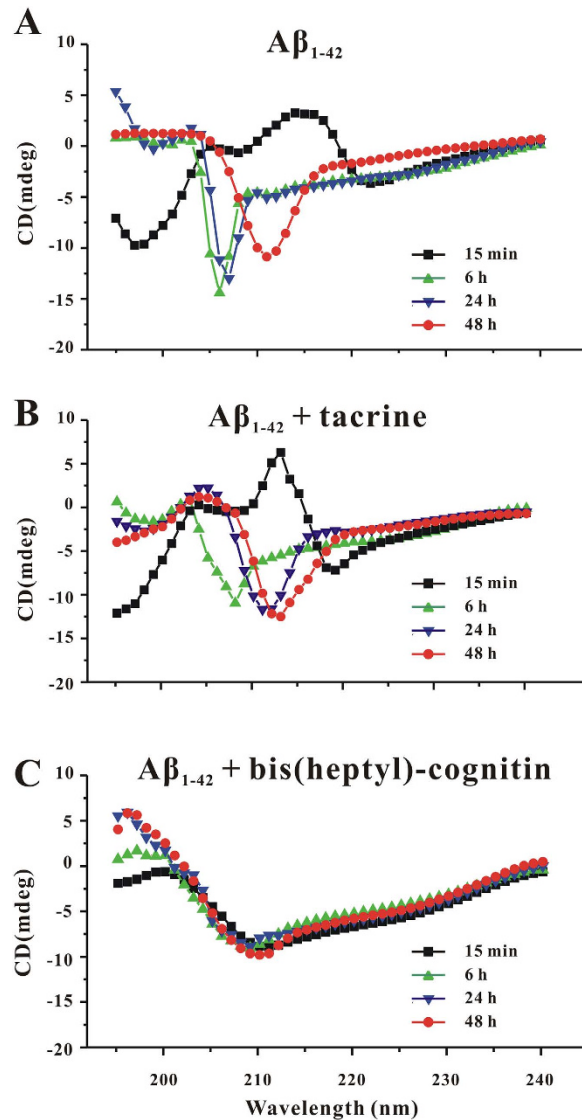 A
Aβ₁₋₄₂
10
5
0
-5
-10
-15
-20
CD(mdeg)
15 min
6 h
24 h
48 h
B
Aβ₁₋₄₂ + tacrine
10
5
0
-5
-10
-15
-20
CD(mdeg)
15 min
6 h
24 h
48 h
C
Aβ₁₋₄₂ + bis(heptyl)-cognitin
10
5
0
-5
-10
-15
-20
CD(mdeg)
15 min
6 h
24 h
48 h
200 210 220 230 240
Wavelength (nm)